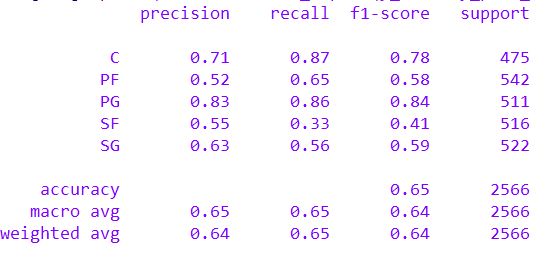 precision recall f1-score support
C 0.71 0.87 0.78 475
PF 0.52 0.65 0.58 542
PG 0.83 0.86 0.84 511
SF 0.55 0.33 0.41 516
SG 0.63 0.56 0.59 522
accuracy 0.65 2566
macro avg 0.65 0.65 0.64 2566
weighted avg 0.64 0.65 0.64 2566